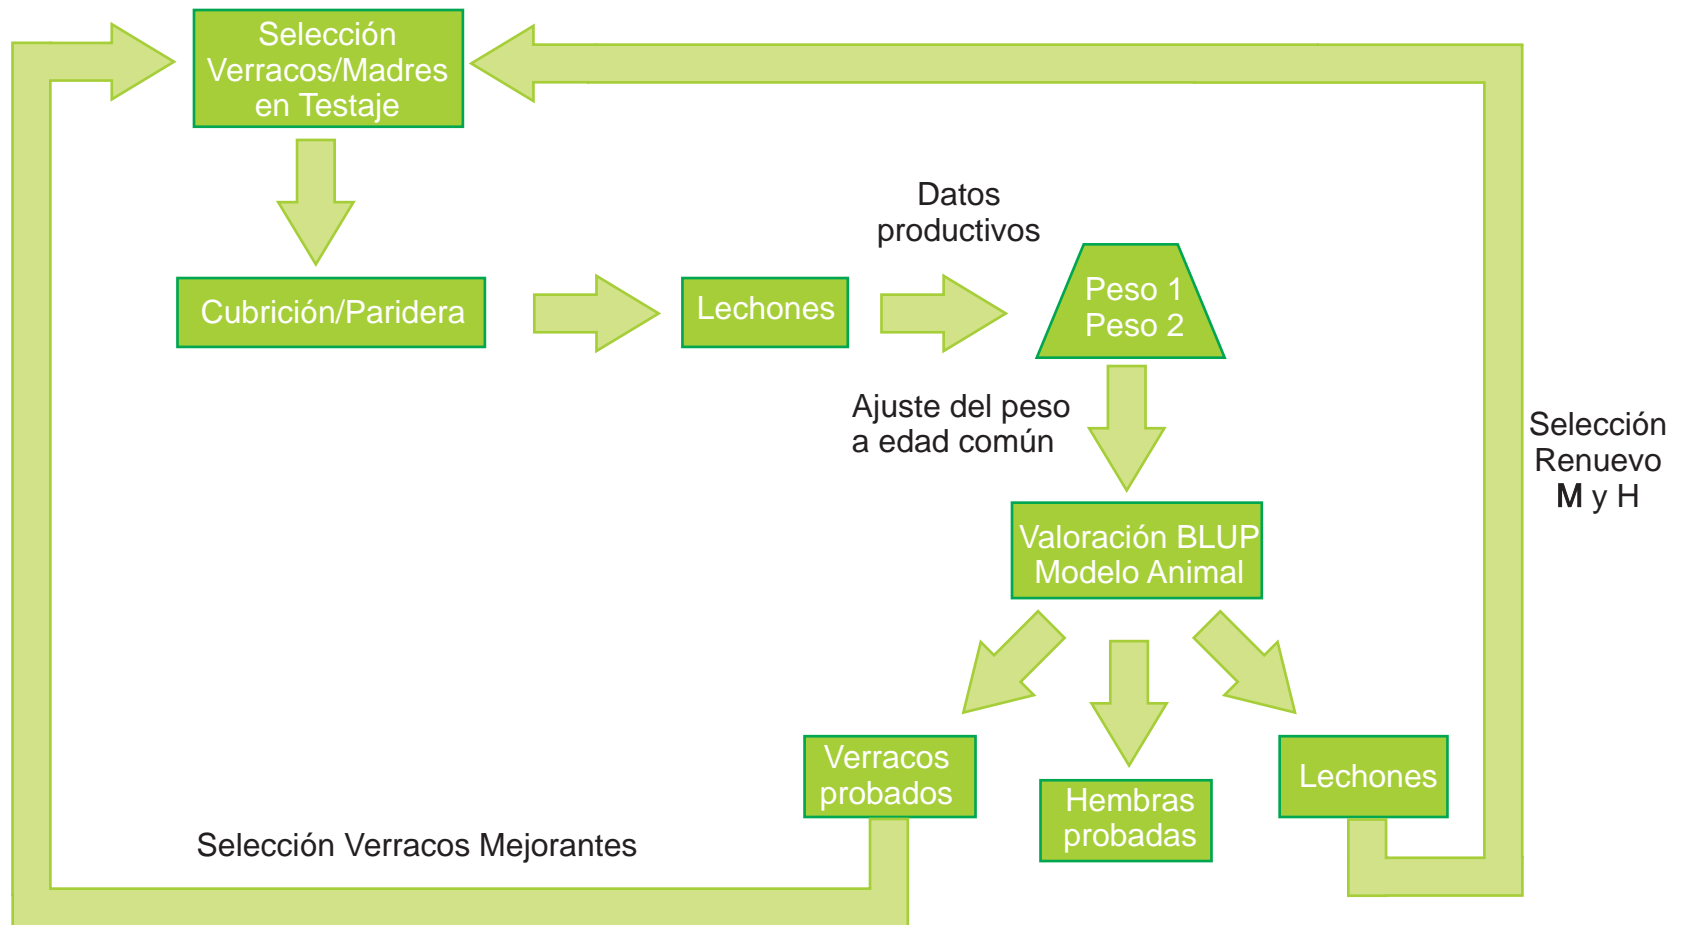 Selección
Verracos/Madres
en Testaje
Datos
productivos
Cubrición/Paridera
Lechones
Peso 1
Peso 2
Ajuste del peso
a edad común
Selección
Renuevo
M y H
Valoración BLUP
Modelo Animal
Verracos
probados
Hembras
probadas
Lechones
Selección Verracos Mejorantes